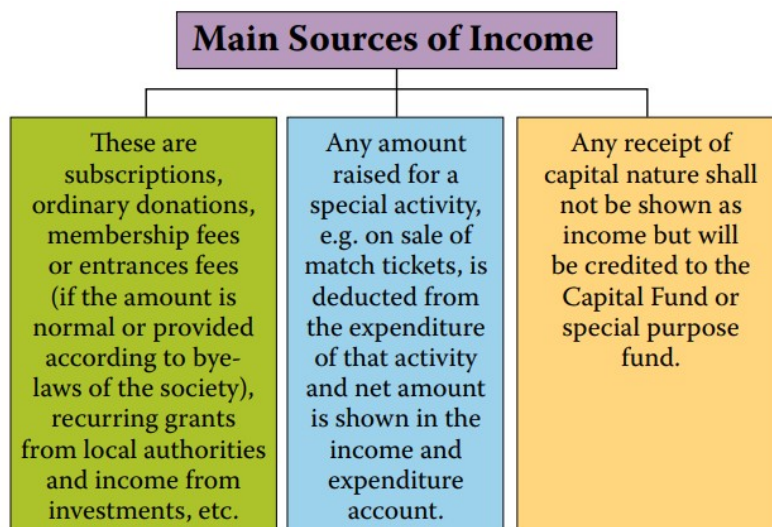 Main Sources of Income
These are
subscriptions,
ordinary donations,
membership fees
or entrances fees
(if the amount is
normal or provided
according to bye-
laws of the society),
recurring grants
from local authorities
and income from
investments, etc.
Any amount
raised for a
special activity,
e.g. on sale of
match tickets, is
deducted from
the expenditure
of that activity
and net amount
is shown in the
income and
expenditure
account.
Any receipt of
capital nature shall
not be shown as
income but will
be credited to the
Capital Fund or
special purpose
fund.